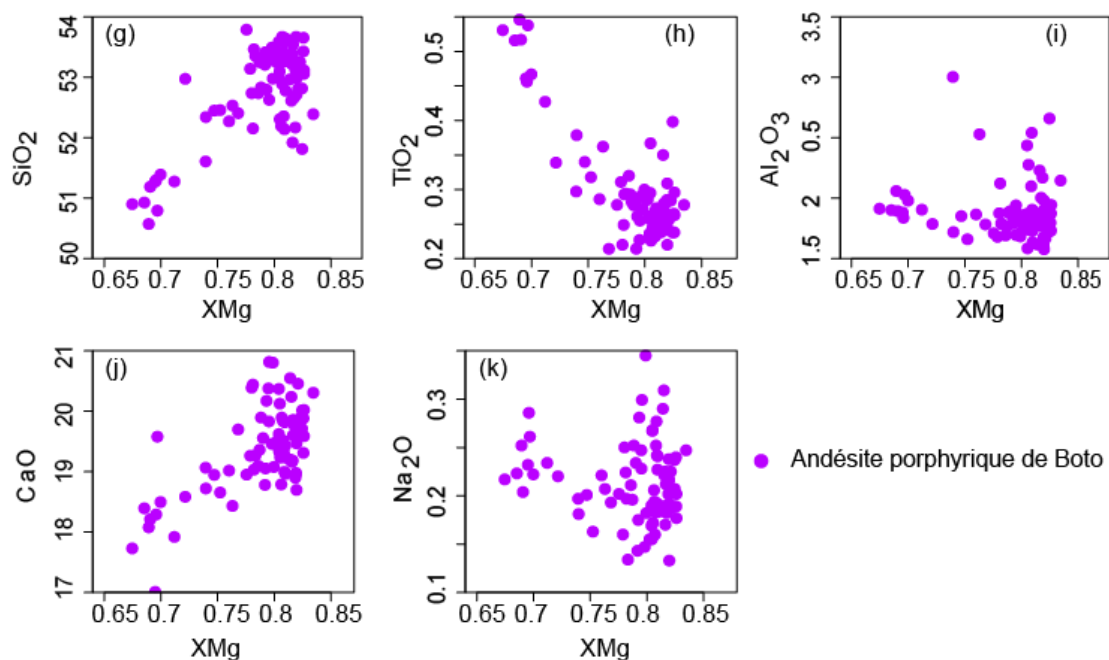 (g)
SiO2
54
53
52
51
50
0.65 0.7 0.75 0.8 0.85
XMg
(h)
TiO2
0.5
0.4
0.3
0.2
0.65 0.7 0.75 0.8 0.85
XMg
(i)
Al2O3
3.5
3
0.5
2
1.5
0.65 0.7 0.75 0.8 0.85
XMg
(j)
CaO
21
20
19
18
17
0.65 0.7 0.75 0.8 0.85
XMg
(k)
Na2O
0.3
0.2
0.1
0.65 0.7 0.75 0.8 0.85
XMg
Andésite porphyrique de Boto